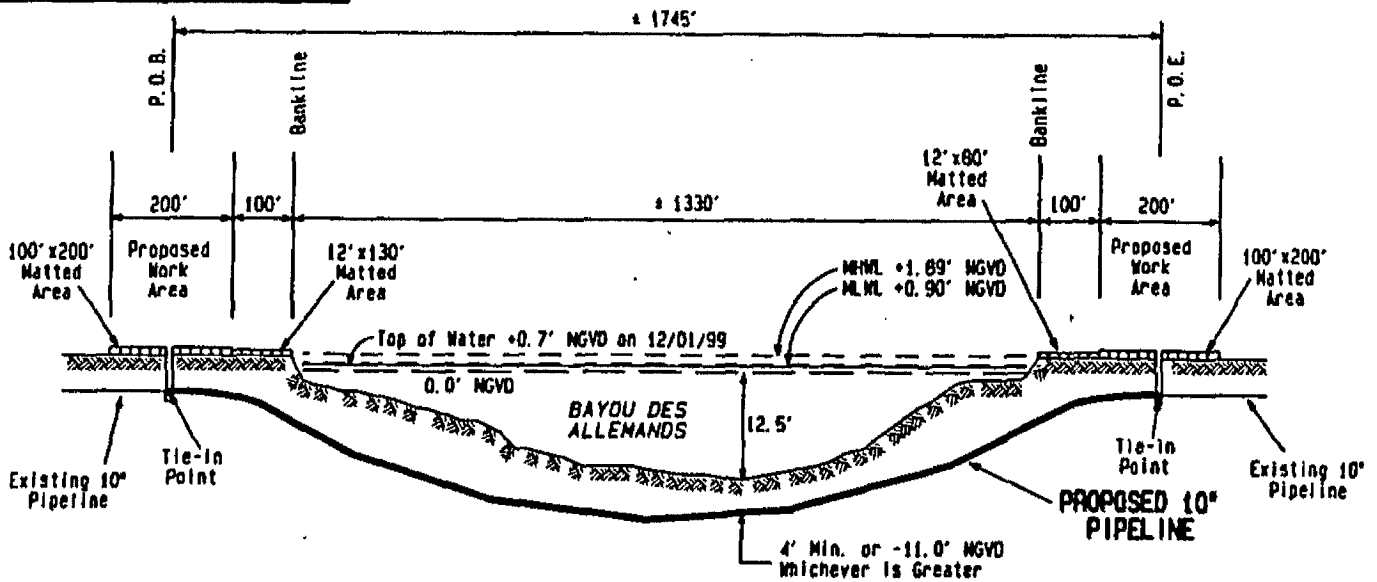 ± 1745'
P.O.B.
Bankline
Bankline
P.O.E.
12'x80'
Matted
Area
200'
100'
± 1330'
100'
200'
100'x200'
Matted
Area
Proposed
Work
Area
12'x130'
Matted
Area
MHWL +1.89' NGVD
MLWL +0.90' NGVD
Proposed
Work
Area
100'x200'
Matted
Area
Top of Water +0.7' NGVD on 12/01/99
0.0' NGVD
BAYOU DES
ALLEMANDS
12.5'
Existing 10"
Pipeline
Tie-In
Point
Tie-In
Point
Existing 10"
Pipeline
PROPOSED 10"
PIPELINE
4' Min. or -11.0' NGVD
Whichever Is Greater